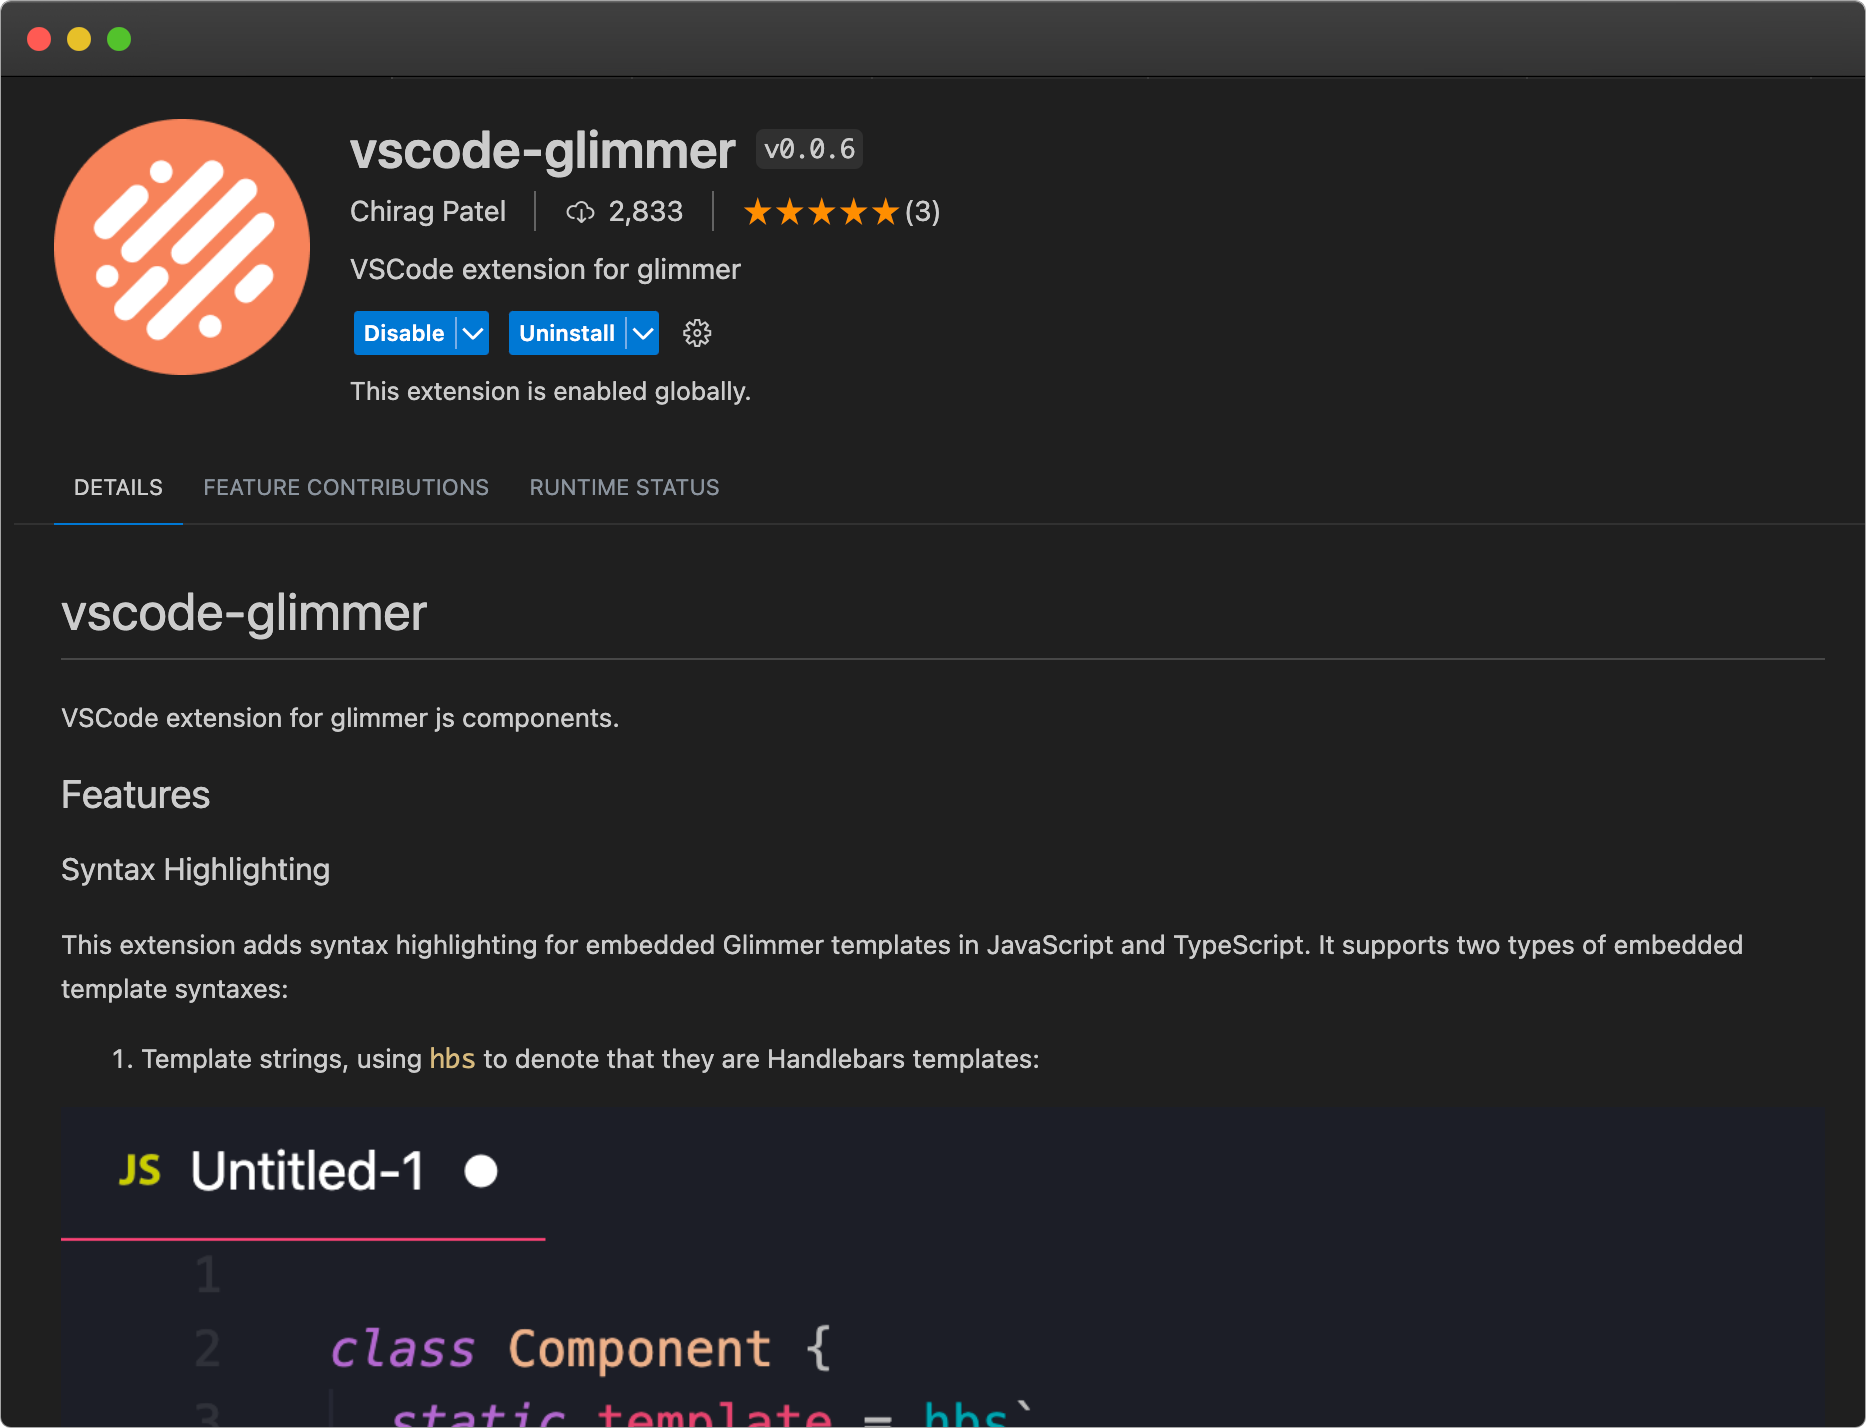 vscode-glimmer v0.0.6
Chirag Patel 2,833 ★★★★★(3)
VSCode extension for glimmer
Disable Uninstall
This extension is enabled globally.
DETAILS FEATURE CONTRIBUTIONS RUNTIME STATUS
vscode-glimmer
VSCode extension for glimmer js components.
Features
Syntax Highlighting
This extension adds syntax highlighting for embedded Glimmer templates in JavaScript and TypeScript. It supports two types of embedded
template syntaxes:
1. Template strings, using hbs to denote that they are Handlebars templates:
JS Untitled-1
1
2 class Component {
3 static template = hbs`